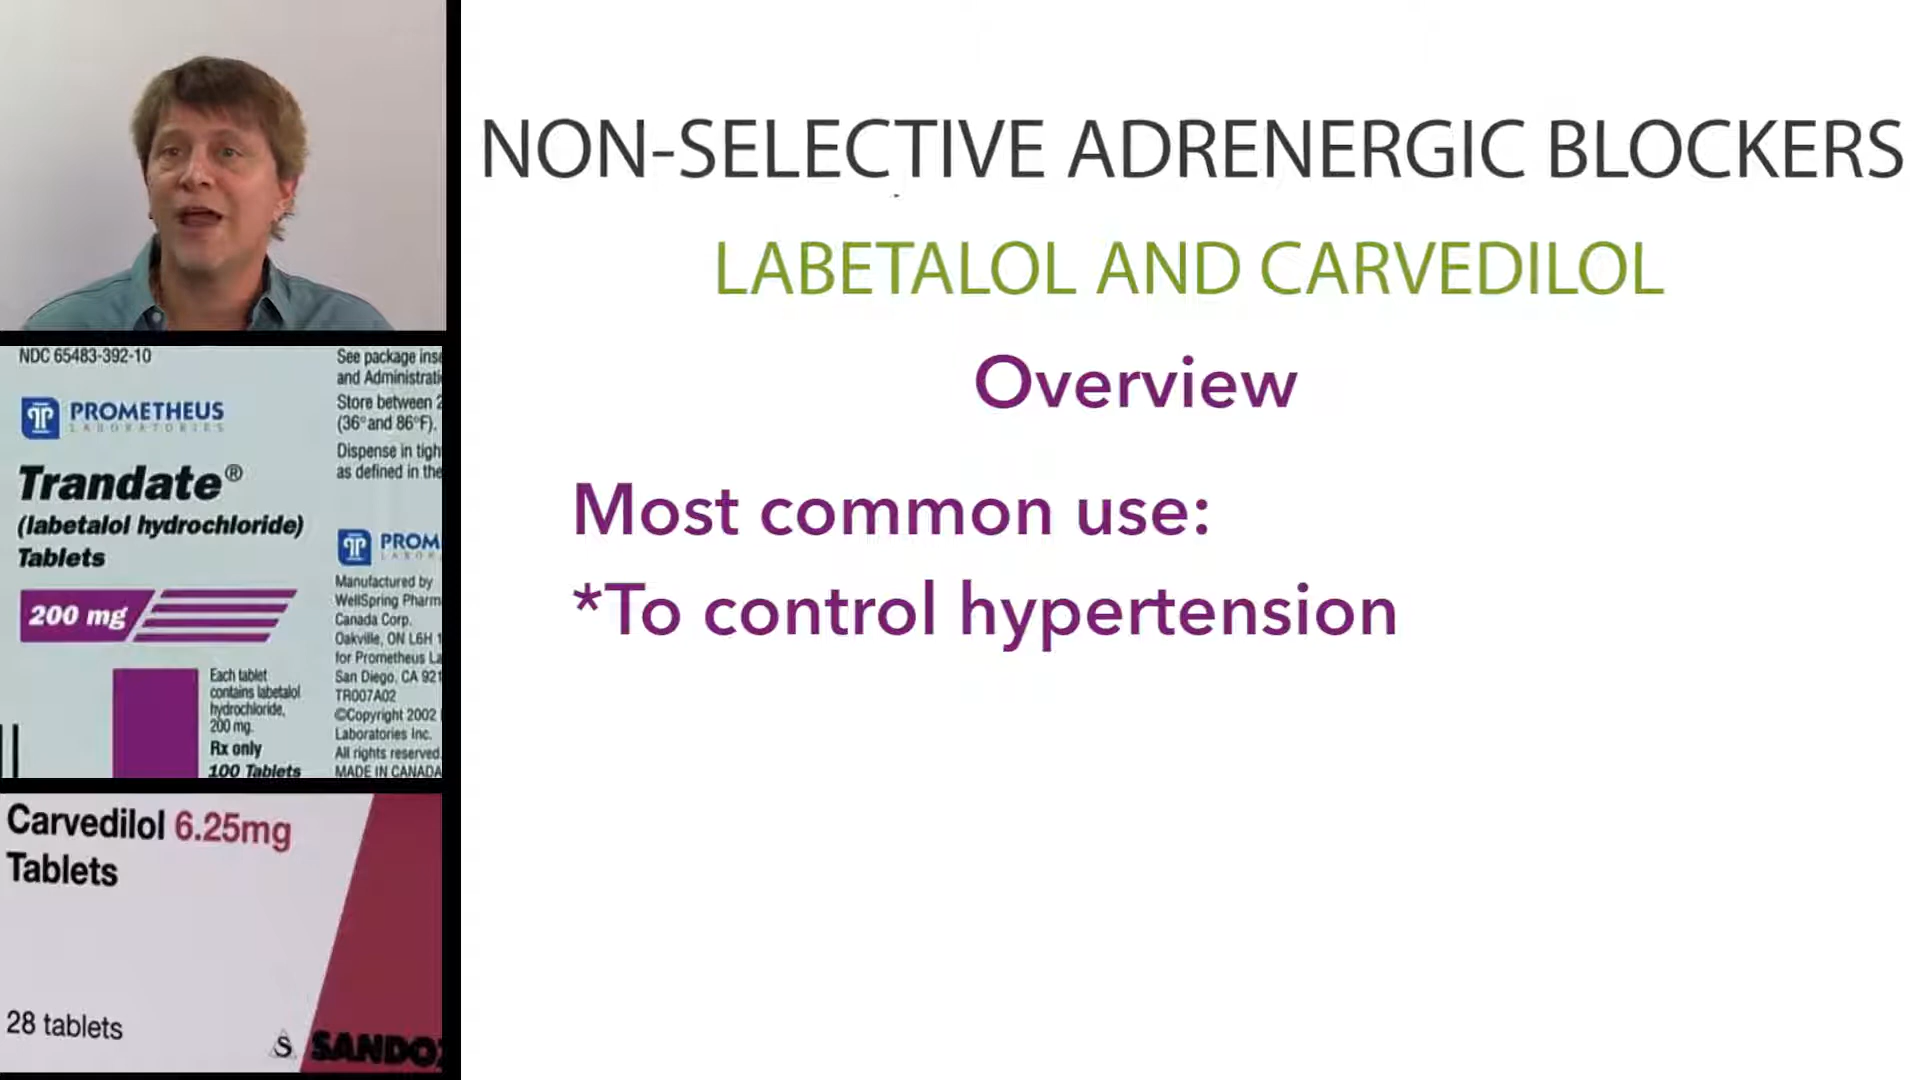 NON-SELECTIVE ADRENERGIC BLOCKERS
LABETALOL AND CARVEDILOL
Overview
Most common use:
*To control hypertension
NDC 65483-392-10
PROMETHEUS
LABORATORIES
Trandate®
(labetalol hydrochloride)
Tablets
200 mg
Each tablet
contains labetalol
hydrochloride,
200 mg.
Rx only
100 Tablets
See package
and
Store between
(36° and 86°F).
Dispense in
as defined in the
Manufactured by
WellSpring
Canada Corp.
Oakville, ON L6H
for Prometheus
San Diego, CA
TR007A02
©Copyright 2002
Laboratories Inc.
All rights reserved.
MADE IN CANADA
Carvedilol 6.25mg
Tablets
28 tablets
S SANDOZ